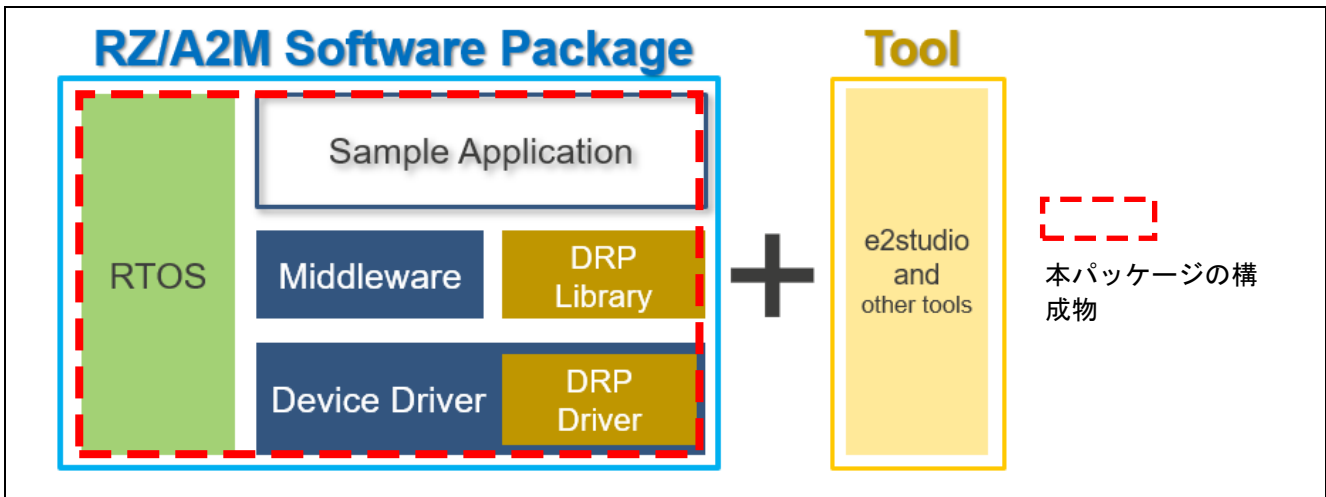 RZ/A2M Software Package
Tool
RTOS
Sample Application
Middleware
DRP
Library
Device Driver
DRP
Driver
e2studio
and
other tools
本パッケージの構
成物